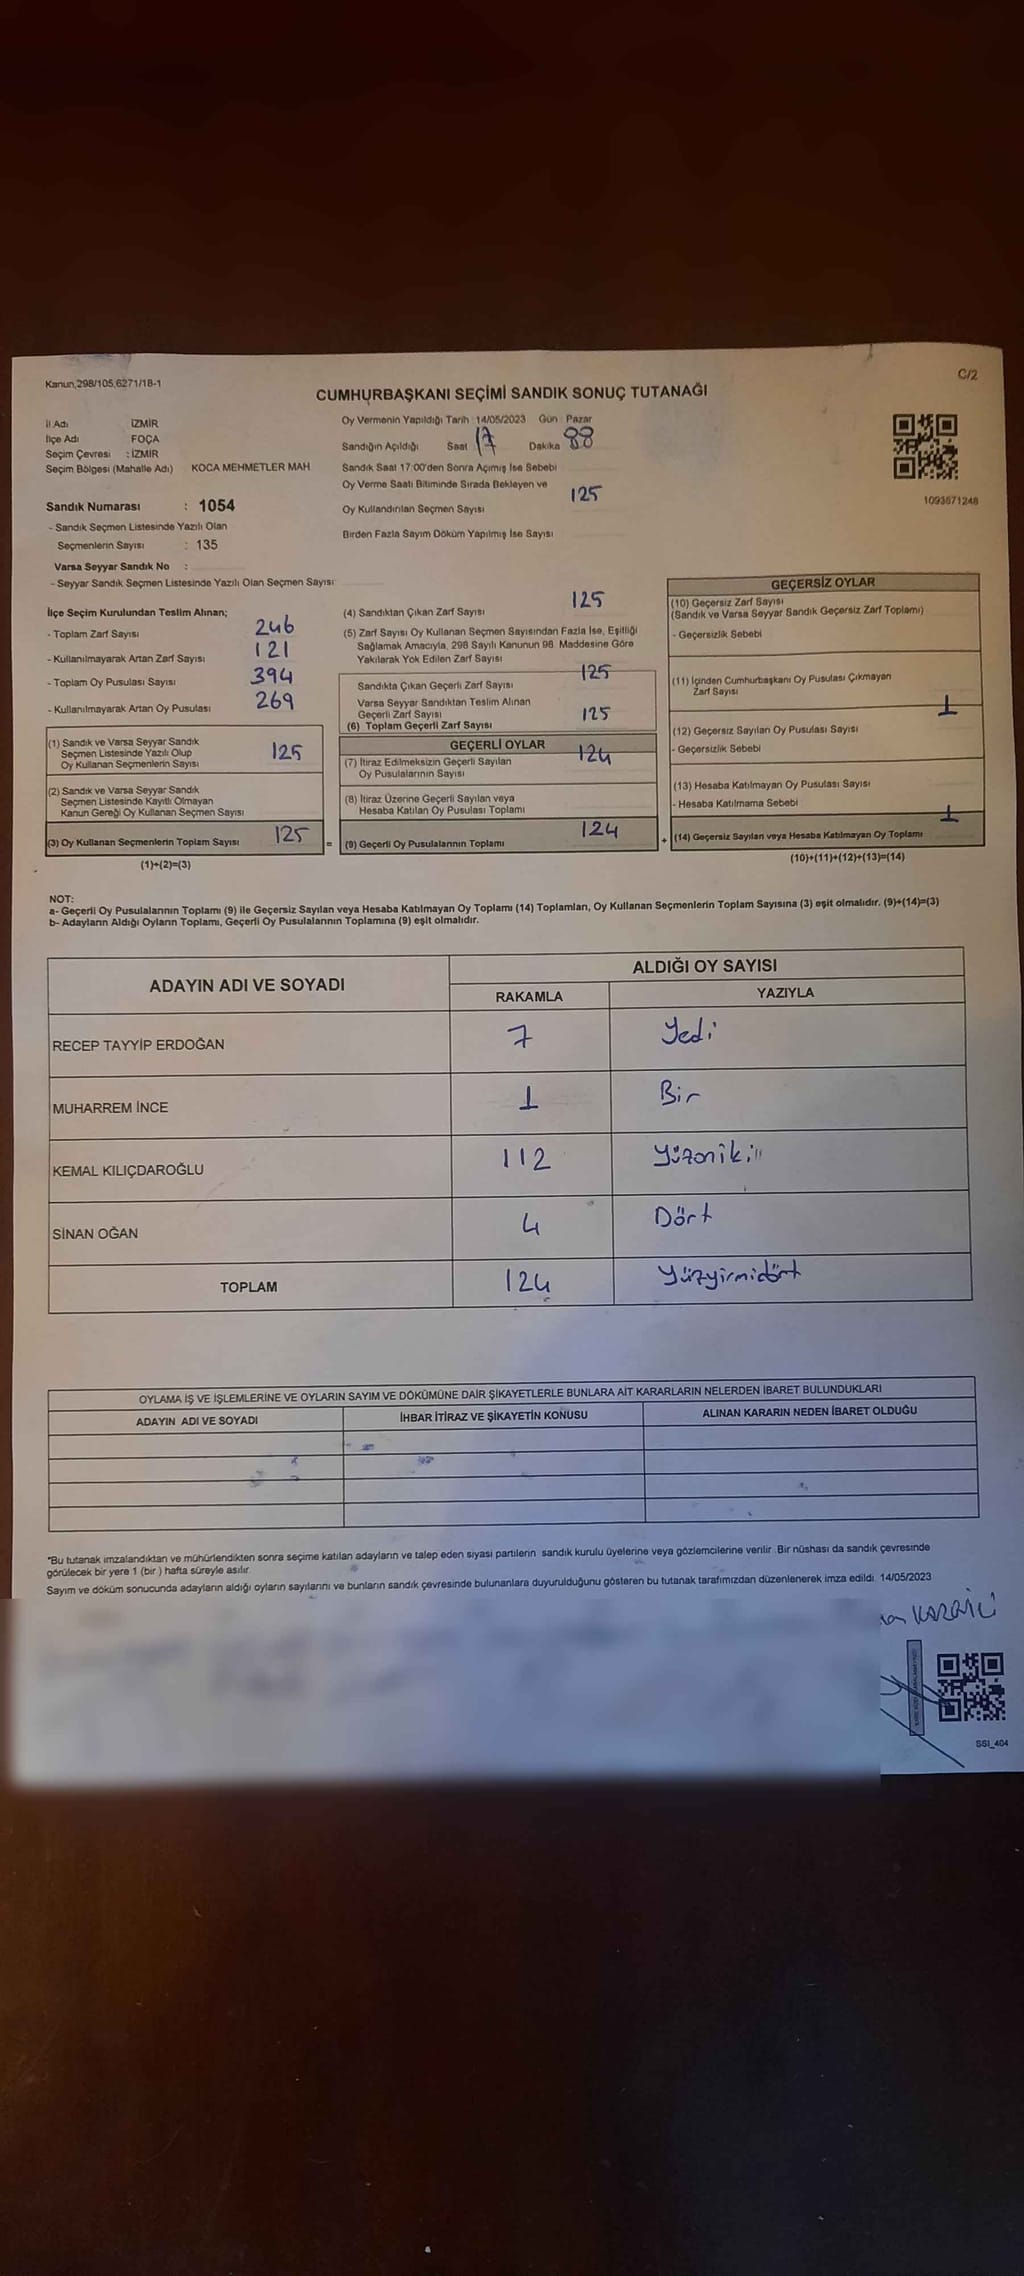 Kanun,298/105,6271/18-1
C/2
CUMHURBAŞKANI SEÇİMİ SANDIK SONUÇ TUTANAĞI
İl Adı İZMİR
İlçe Adı FOÇA
Seçim Çevresi : İZMİR
Seçim Bölgesi (Mahalle Adı) KOCA MEHMETLER MAH
Sandık Numarası : 1054
- Sandık Seçmen Listesinde Yazılı Olan
Seçmenlerin Sayısı : 135
Varsa Seyyar Sandık No :
- Seyyar Sandık Seçmen Listesinde Yazılı Olan Seçmen Sayısı
Oy Vermenin Yapıldığı Tarih 14/05/2023 Gün : Pazar
Sandığın Açıldığı Saat 17 Dakika
Sandık Saat 17:00'den Sonra Açımış İse Sebebi
Oy Verme Saati Bitiminde Sırada Bekleyen ve
Oy Kullandırılan Seçmen Sayısı 125
Birden Fazla Sayım Döküm Yapılmış İse Sayısı
1093671248
İlçe Seçim Kurulundan Teslim Alınan;
- Toplam Zarf Sayısı 246
- Kullanılmayarak Artan Zarf Sayısı 121
- Toplam Oy Pusulası Sayısı 394
- Kullanılmayarak Artan Oy Pusulası 269
(1) Sandık ve Varsa Seyyar Sandık
Seçmen Listesinde Yazılı Olup
Oy Kullanan Seçmenlerin Sayısı 125
(2) Sandık ve Varsa Seyyar Sandık
Seçmen Listesinde Kayıtlı Olmayan
Kanun Gereği Oy Kullanan Seçmen Sayısı
(3) Oy Kullanan Seçmenlerin Toplam Sayısı 125 =
(1)+(2)=(3)
(4) Sandıktan Çıkan Zarf Sayısı 125
(5) Zarf Sayısı Oy Kullanan Seçmen Sayısından Fazla İse, Eşitliği
Sağlamak Amacıyla, 298 Sayılı Kanunun 98. Maddesine Göre
Yakılarak Yok Edilen Zarf Sayısı
Sandıkta Çıkan Geçerli Zarf Sayısı 125
Varsa Seyyar Sandıktan Teslim Alınan
Geçerli Zarf Sayısı
(6) Toplam Geçerli Zarf Sayısı 125
GEÇERLİ OYLAR
(7) İtiraz Edilmeksizin Geçerli Sayılan
Oy Pusulalarının Sayısı 124
(8) İtiraz Üzerine Geçerli Sayılan veya
Hesaba Katılan Oy Pusulası Toplamı
(9) Geçerli Oy Pusulalarının Toplamı 124 +
GEÇERSİZ OYLAR
(10) Geçersiz Zarf Sayısı
(Sandık ve Varsa Seyyar Sandık Geçersiz Zarf Toplamı)
- Geçersizlik Sebebi
(11) İçinden Cumhurbaşkanı Oy Pusulası Çıkmayan
Zarf Sayısı
(12) Geçersiz Sayılan Oy Pusulası Sayısı 1
- Geçersizlik Sebebi
(13) Hesaba Katılmayan Oy Pusulası Sayısı
- Hesaba Katılmama Sebebi
(14) Geçersiz Sayılan veya Hesaba Katılmayan Oy Toplamı 1
(10)+(11)+(12)+(13)=(14)
NOT:
a- Geçerli Oy Pusulalarının Toplamı (9) ile Geçersiz Sayılan veya Hesaba Katılmayan Oy Toplamı (14) Toplamları, Oy Kullanan Seçmenlerin Toplam Sayısına (3) eşit olmalıdır. (9)+(14)=(3)
b- Adayların Aldığı Oyların Toplamı, Geçerli Oy Pusulalarının Toplamına (9) eşit olmalıdır.
ADAYIN ADI VE SOYADI ALDIĞI OY SAYISI
RAKAMLA YAZIYLA
RECEP TAYYİP ERDOĞAN 7 Yedi
MUHARREM İNCE 1 Bir
KEMAL KILIÇDAROĞLU 112 Yüzoniki
SİNAN OĞAN 4 Dört
TOPLAM 124 Yüzyirmidört
OYLAMA İŞ VE İŞLEMLERİNE VE OYLARIN SAYIM VE DÖKÜMÜNE DAİR ŞİKAYETLERLE BUNLARA AİT KARARLARIN NELERDEN İBARET BULUNDUKLARI
ADAYIN ADI VE SOYADI İHBAR İTİRAZ VE ŞİKAYETİN KONUSU ALINAN KARARIN NEDEN İBARET OLDUĞU
*Bu tutanak imzalandıktan ve mühürlendikten sonra seçime katılan adayların ve talep eden siyasi partilerin sandık kurulu üyelerine veya gözlemcilerine verilir. Bir nüshası da sandık çevresinde
görülecek bir yere 1 (bir) hafta süreyle asılır.
Sayım ve döküm sonucunda adayların aldığı oyların sayılarını ve bunların sandık çevresinde bulunanlara duyurulduğunu gösteren bu tutanak tarafımızdan düzenlenerek imza edildi. 14/05/2023
SSI_404